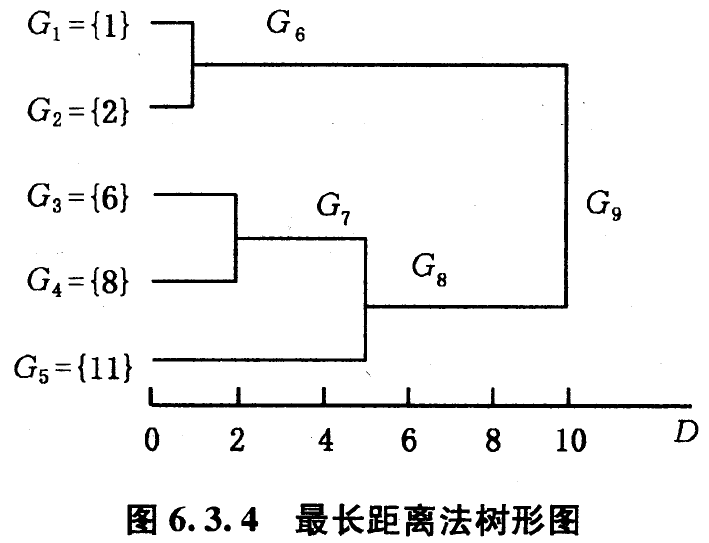 G₁={1}
G₆
G₂={2}
G₃={6}
G₇
G₉
G₄={8}
G₈
G₅={11}
0 2 4 6 8 10 D
图 6.3.4 最长距离法树形图